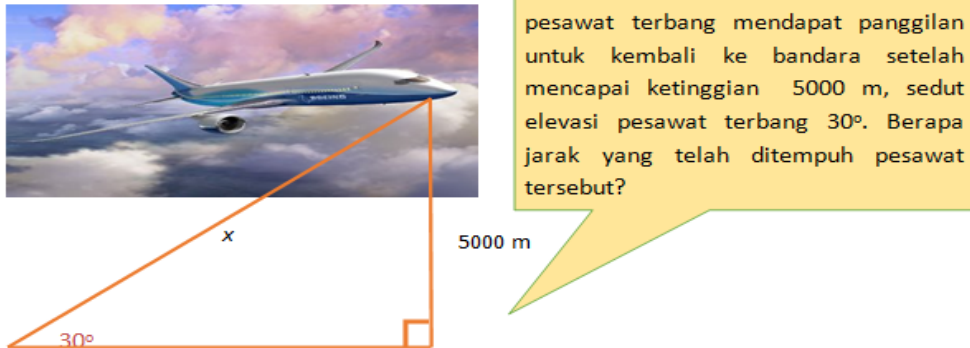 pesawat terbang mendapat panggilan
untuk kembali ke bandara setelah
mencapai ketinggian 5000 m, sedut
elevasi pesawat terbang 30º. Berapa
jarak yang telah ditempuh pesawat
tersebut?
BOEING
x
5000 m
30º